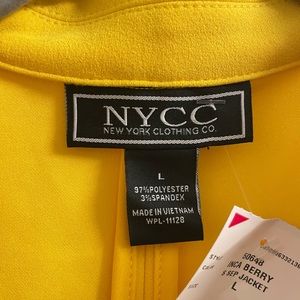 NYCC
NEW YORK CLOTHING CO.
L
97%POLYESTER
3%SPANDEX
MADE IN VIETNAM
WPL-11128
50648
INCA BERRY
S SEP JACKET
L